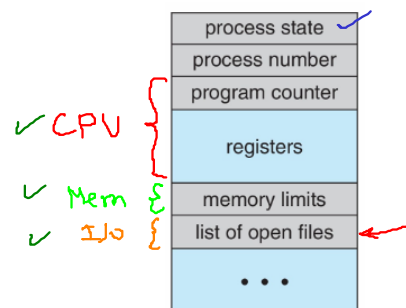 process state
process number
program counter
CPU
registers
Mem
memory limits
I/O
list of open files
• • •